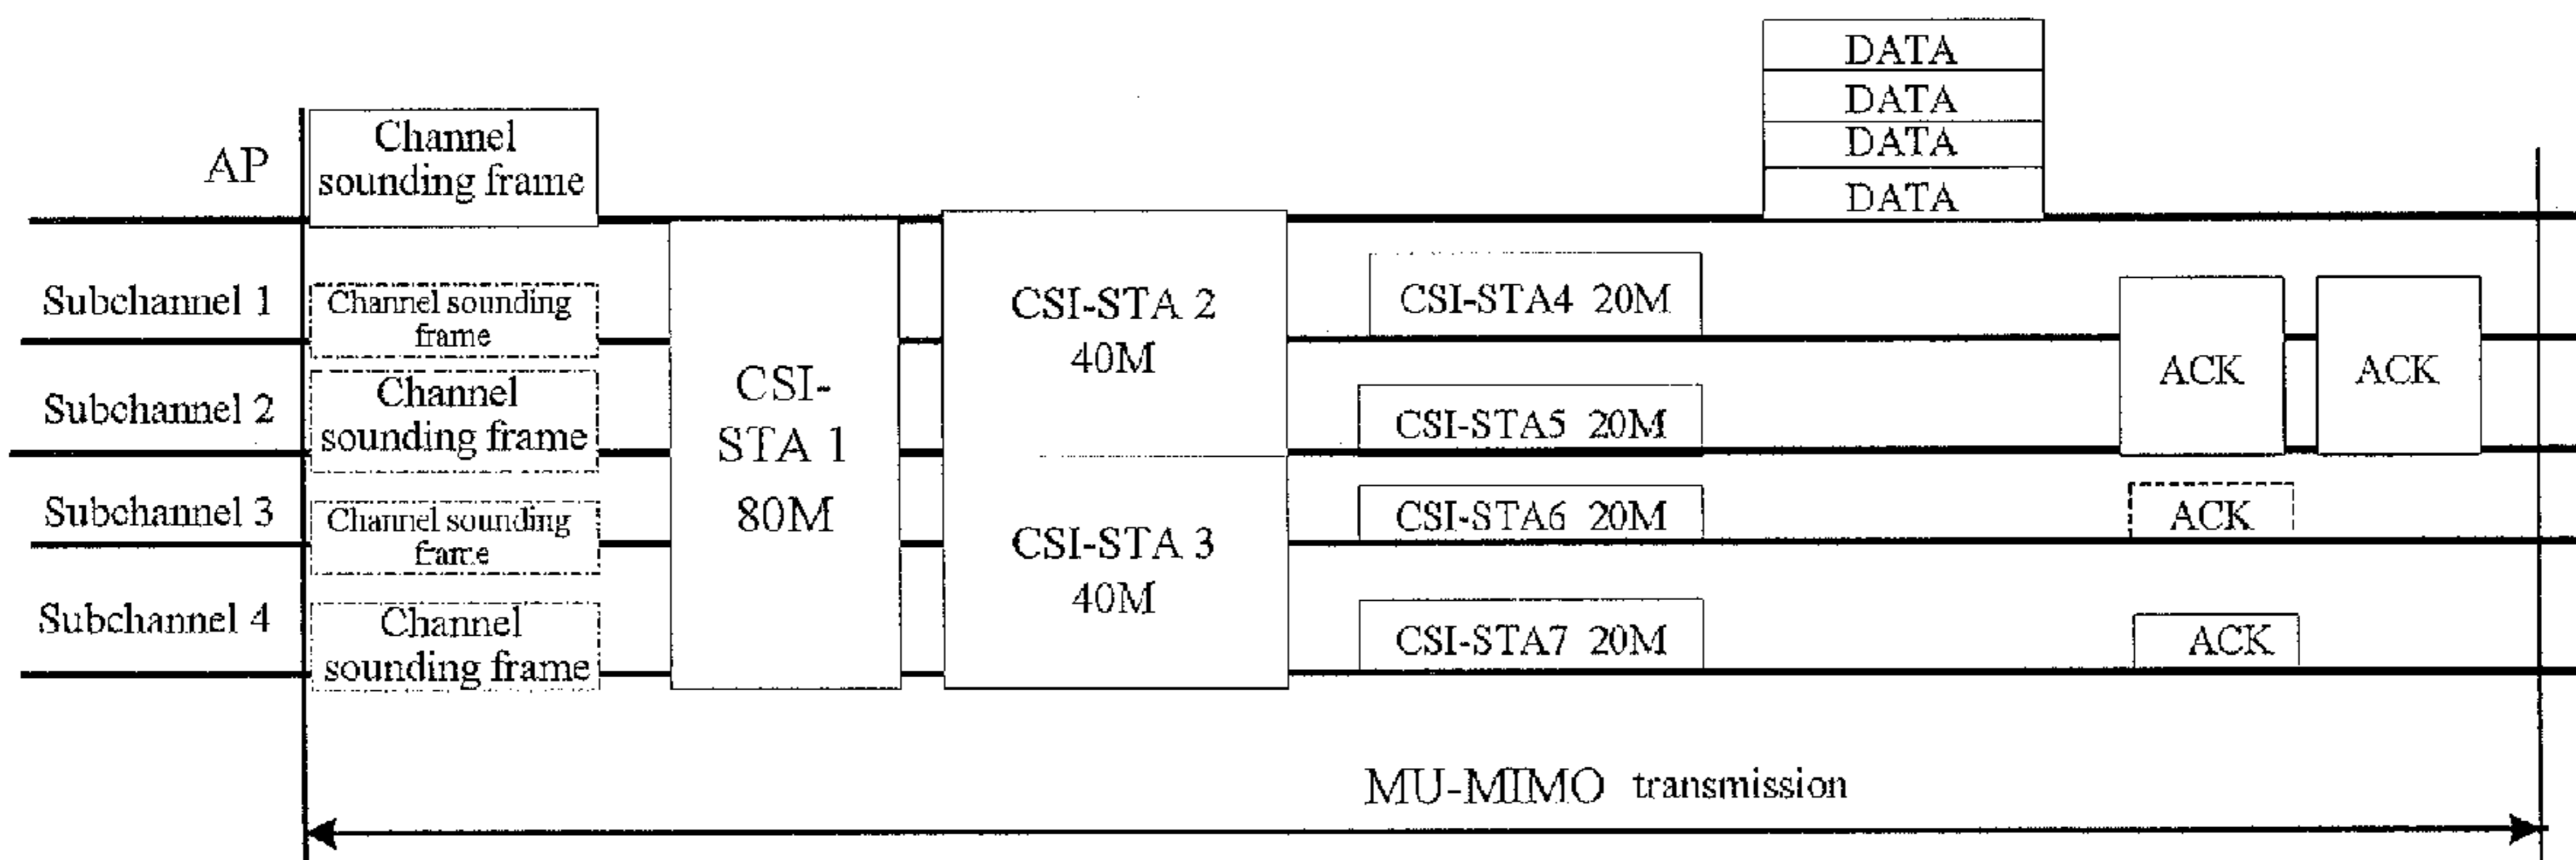 DATA
DATA
DATA
DATA
AP
Channel
sounding frame
Subchannel 1
Channel sounding
frame
Subchannel 2
Channel
sounding frame
Subchannel 3
Channel sounding
frame
Subchannel 4
Channel
sounding frame
CSI-
STA 1
80M
CSI-STA 2
40M
CSI-STA 3
40M
CSI-STA4 20M
CSI-STA5 20M
CSI-STA6 20M
CSI-STA7 20M
ACK
ACK
ACK
ACK
MU-MIMO transmission